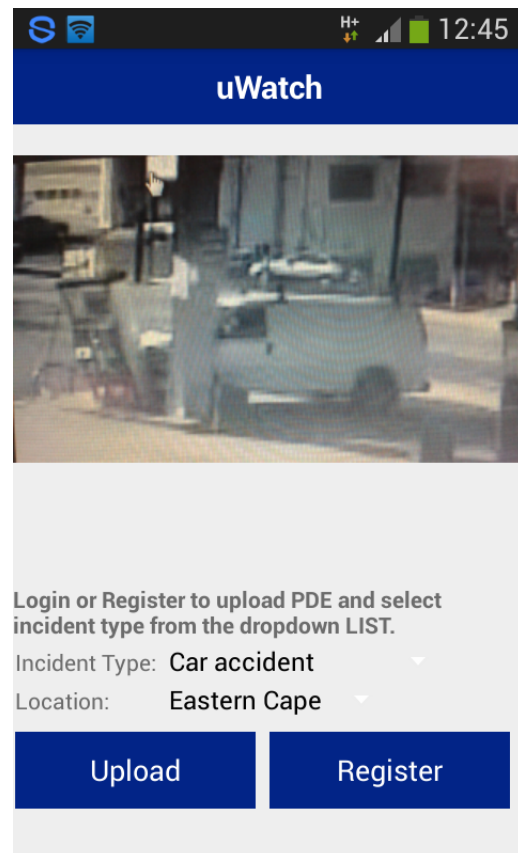 H+ 12:45
uWatch
Login or Register to upload PDE and select
incident type from the dropdown LIST.
Incident Type: Car accident
Location: Eastern Cape
Upload Register